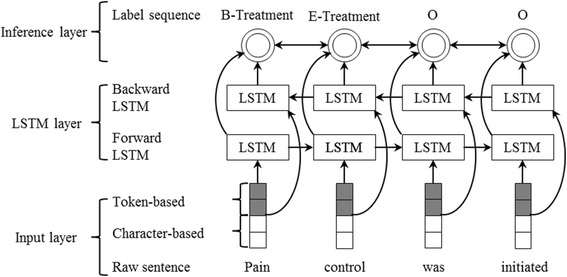 Label sequence B-Treatment E-Treatment O O
Inference layer
Backward
LSTM
LSTM LSTM LSTM LSTM
LSTM layer
Forward
LSTM
LSTM LSTM LSTM LSTM
Token-based
Input layer
Character-based
Raw sentence Pain control was initiated